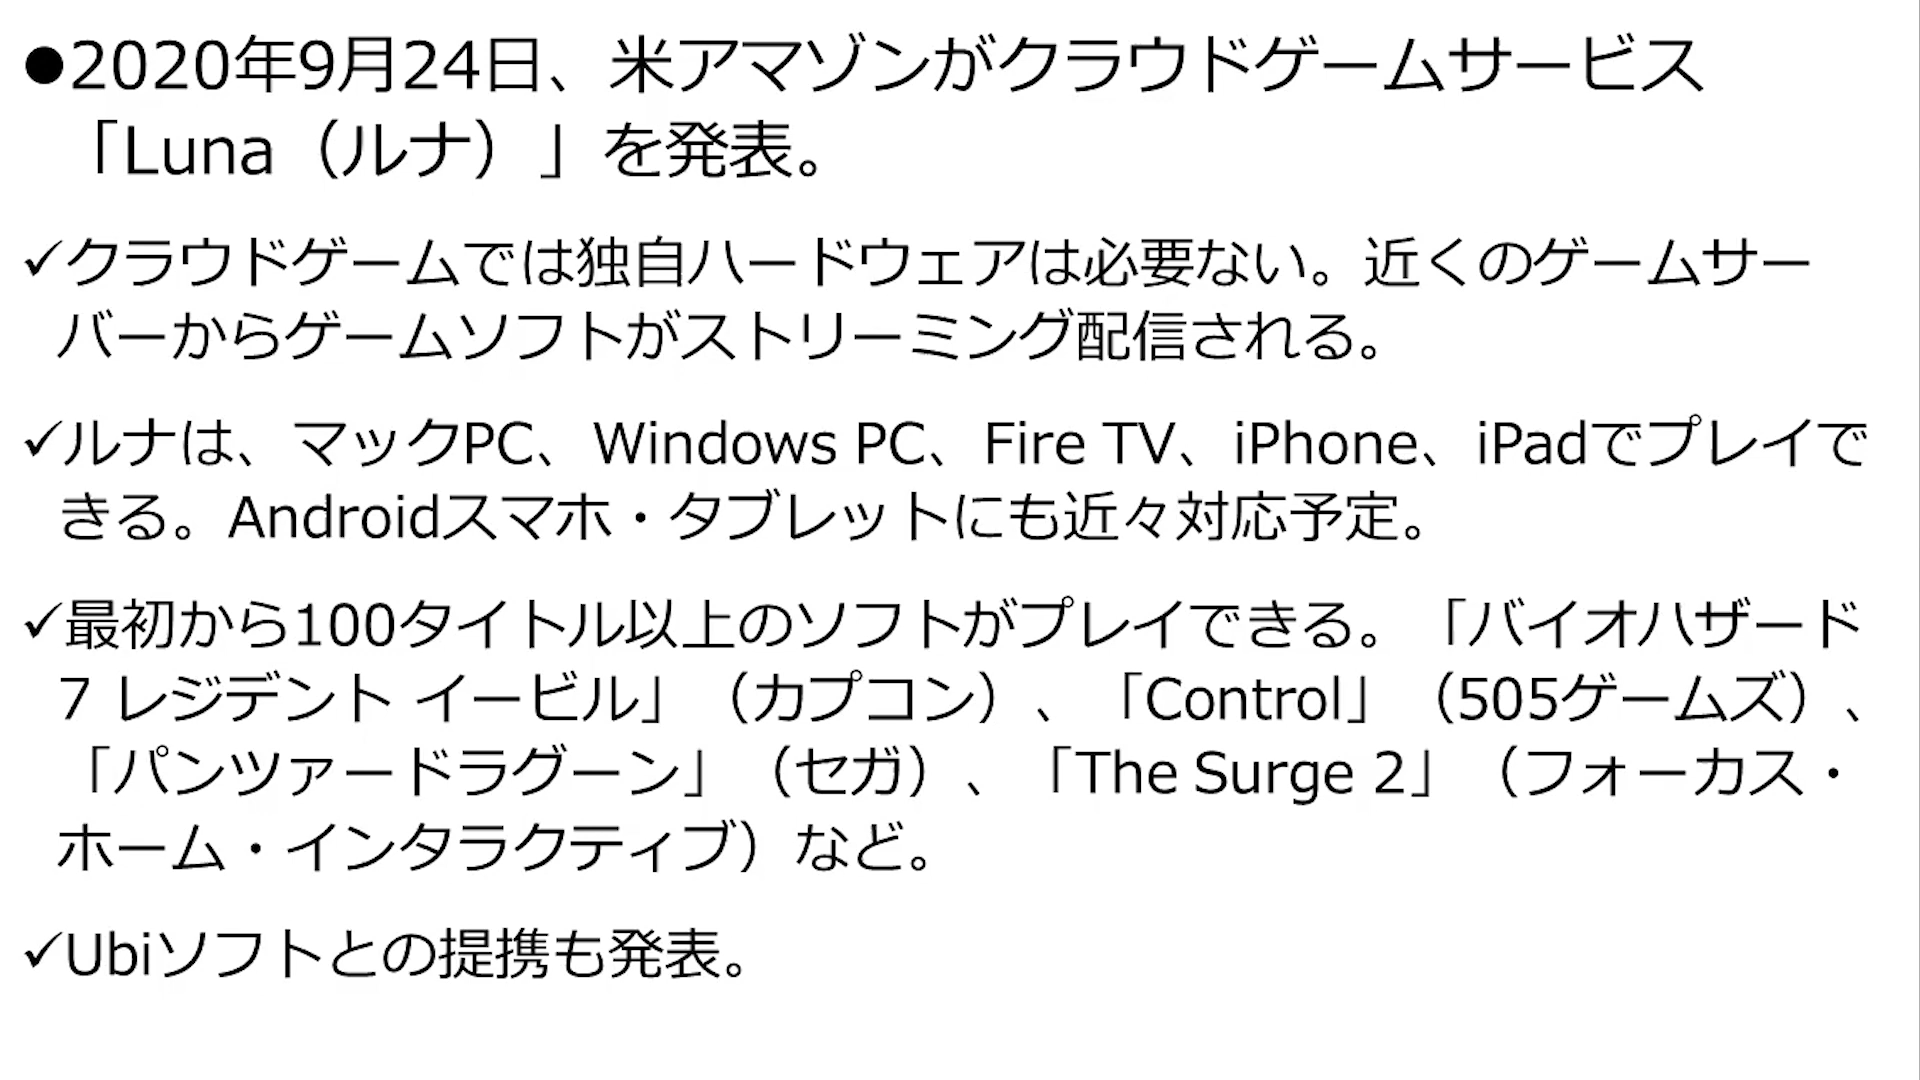 ●2020年9月24日、米アマゾンがクラウドゲームサービス
「Luna（ルナ）」を発表。
✓クラウドゲームでは独自ハードウェアは必要ない。近くのゲームサー
バーからゲームソフトがストリーミング配信される。
✓ルナは、マックPC、Windows PC、Fire TV、iPhone、iPadでプレイで
きる。Androidスマホ・タブレットにも近々対応予定。
✓最初から100タイトル以上のソフトがプレイできる。「バイオハザード
7 レジデント イービル」（カプコン）、「Control」（505ゲームズ）、
「パンツァードラグーン」（セガ）、「The Surge 2」（フォーカス・
ホーム・インタラクティブ）など。
✓Ubiソフトとの提携も発表。